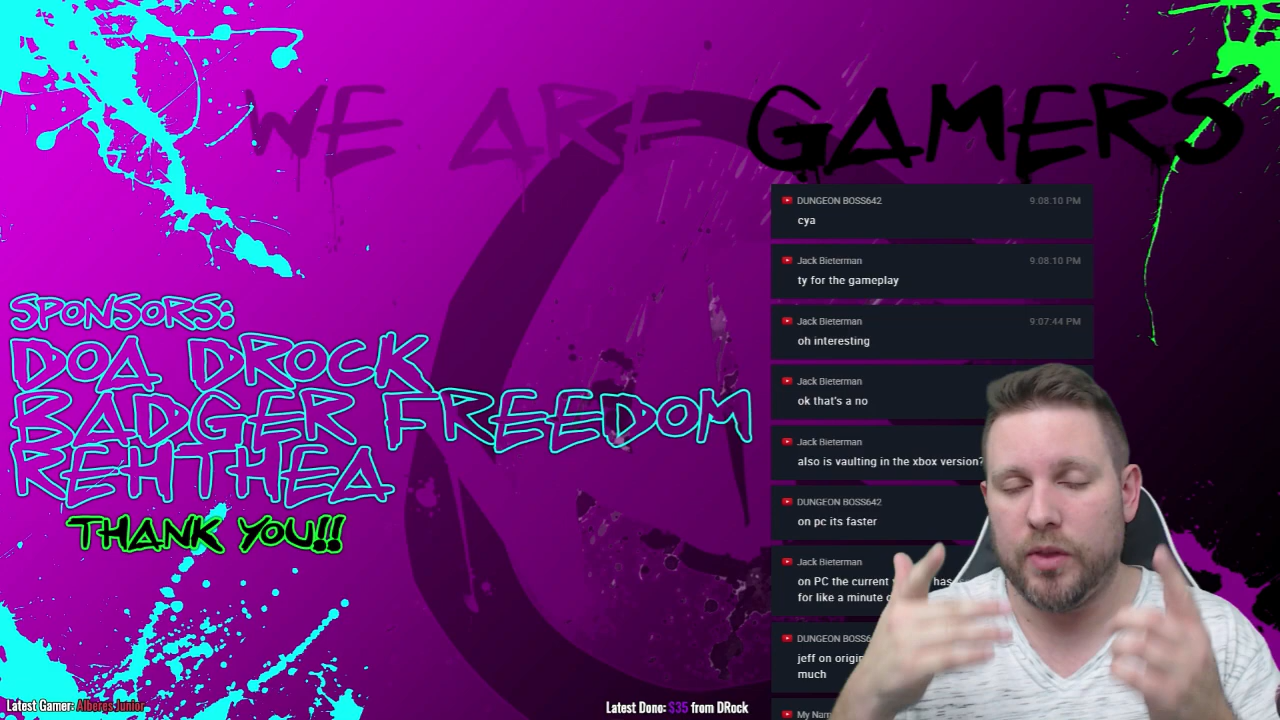 WE ARE GAMERS
DUNGEON BOSS642 9:08:10 PM
cya
Jack Bieterman 9:08:10 PM
ty for the gameplay
Jack Bieterman 9:07:44 PM
oh interesting
Jack Bieterman
ok that's a no
Jack Bieterman
also is vaulting in the xbox version?
DUNGEON BOSS642
on pc its faster
Jack Bieterman
on PC the current has
for like a minute
DUNGEON BOSS6
jeff on
much
My
SPONSORS:
DOA DROCK
BADGER FREEDOM
REHTHEA
THANK YOU!!
Latest Gamer: Alberes Junior
Latest Dono: $35 from DRock